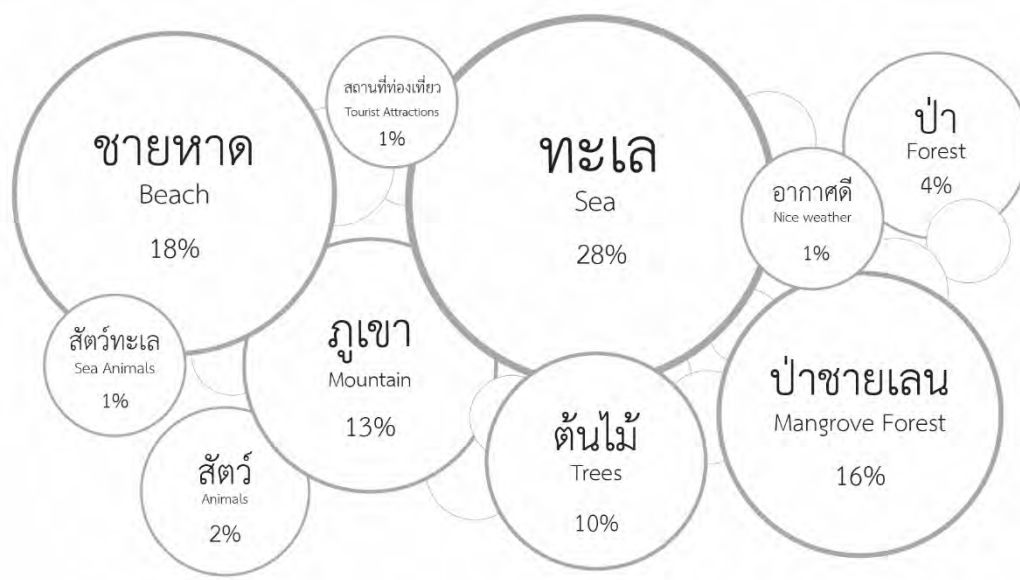 ชายหาด
Beach
18%
สถานที่ท่องเที่ยว
Tourist Attractions
1%
ทะเล
Sea
28%
ป่า
Forest
4%
อากาศดี
Nice weather
1%
สัตว์ทะเล
Sea Animals
1%
ภูเขา
Mountain
13%
ป่าชายเลน
Mangrove Forest
16%
ต้นไม้
Trees
10%
สัตว์
Animals
2%